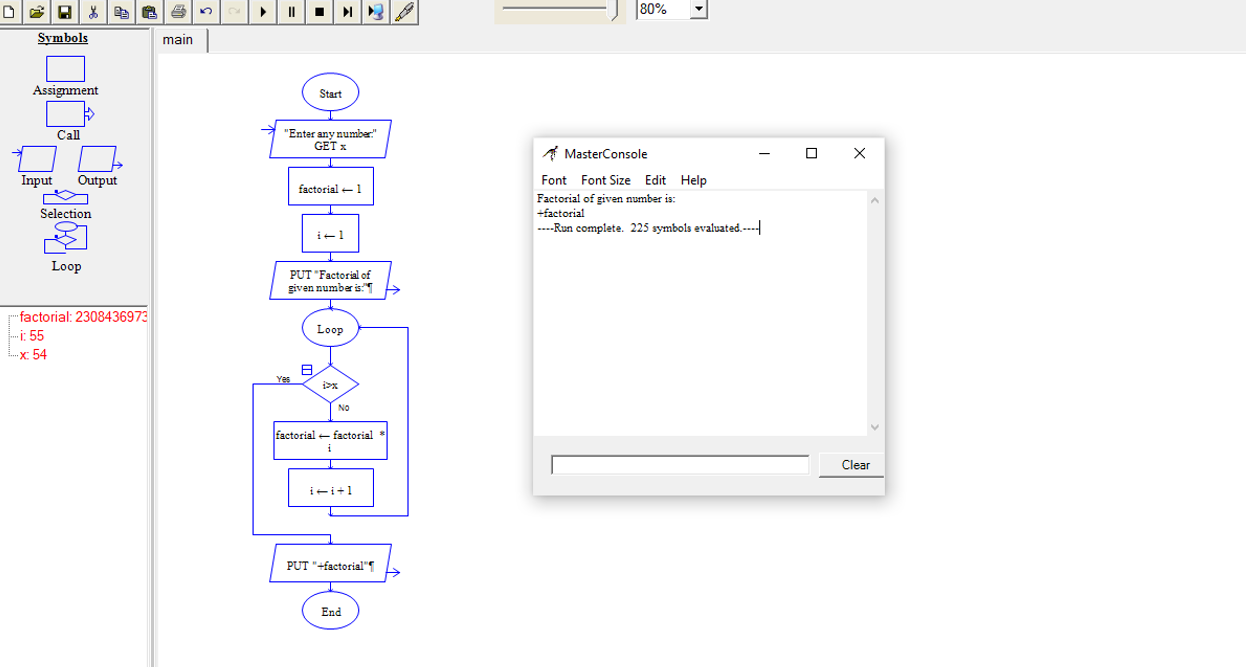 80%
Symbols
main
Assignment
Call
Input Output
Selection
Loop
factorial: 2308436973
i: 55
x: 54
Start
"Enter any number."
GET x
factorial ← 1
i ← 1
PUT "Factorial of
given number is:"¶
Loop
Yes
i>x
No
factorial ← factorial *
i
i ← i + 1
PUT "+factorial"¶
End
MasterConsole
Font Font Size Edit Help
Factorial of given number is:
+factorial
----Run complete. 225 symbols evaluated.----
Clear